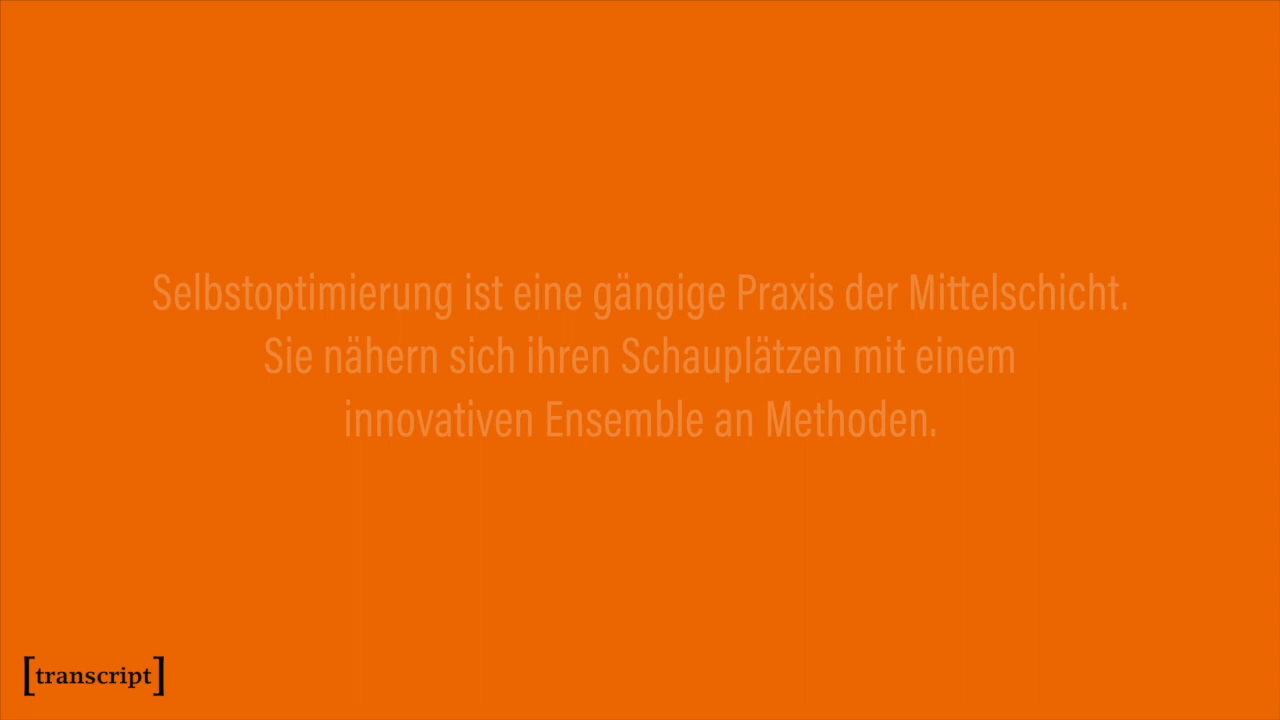 Selbstoptimierung ist eine gängige Praxis der Mittelschicht.
Sie nähern sich ihren Schauplätzen mit einem
innovativen Ensemble an Methoden.
[transcript]